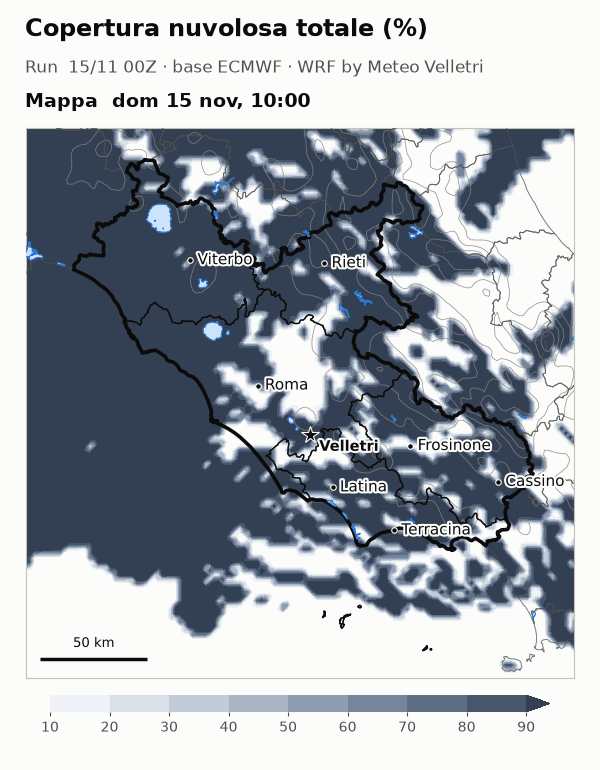 Copertura nuvolosa totale (%)
Run 15/11 00Z · base ECMWF · WRF by Meteo Velletri
Mappa dom 15 nov, 10:00
Viterbo
Rieti
Roma
Velletri
Frosinone
Latina
Cassino
Terracina
50 km
10 20 30 40 50 60 70 80 90